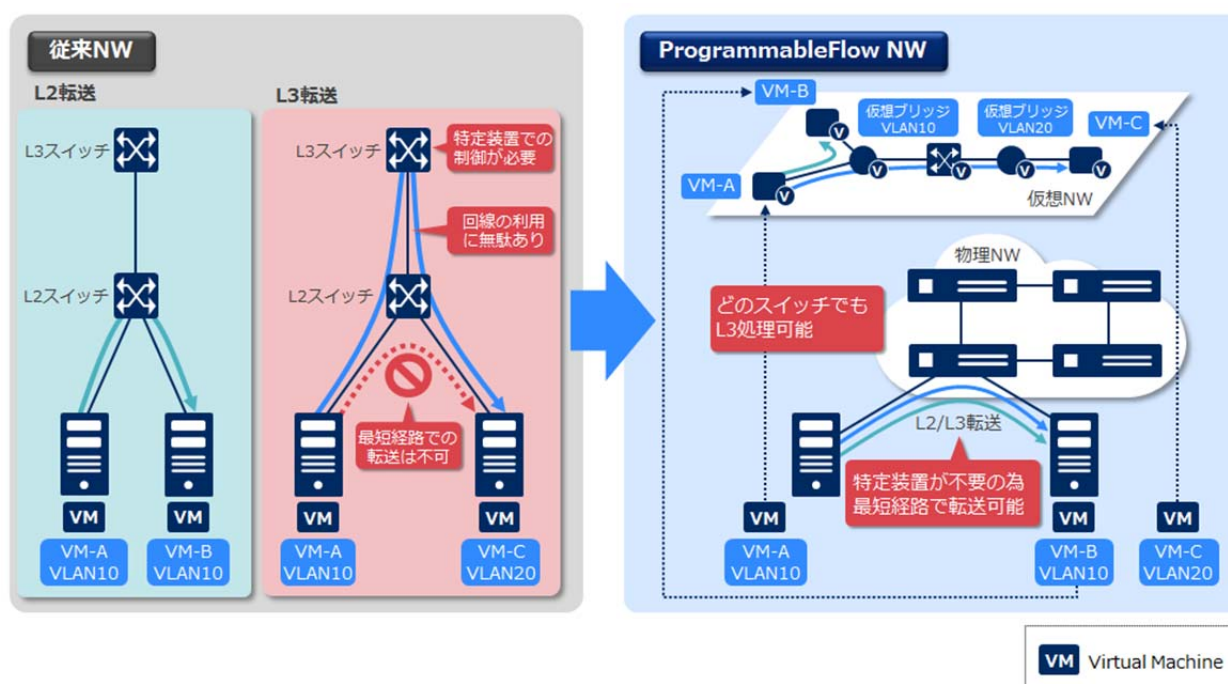 従来NW
L2転送
L3スイッチ
L2スイッチ
VM
VM-A
VLAN10
VM
VM-B
VLAN10
L3転送
L3スイッチ
特定装置での
制御が必要
回線の利用
に無駄あり
L2スイッチ
最短経路での
転送は不可
VM
VM-A
VLAN10
VM
VM-C
VLAN20
ProgrammableFlow NW
VM-B
仮想ブリッジ
VLAN10
仮想ブリッジ
VLAN20
VM-C
V
V
V
V
V
VM-A
V
仮想NW
物理NW
どのスイッチでも
L3処理可能
L2/L3転送
特定装置が不要の為
最短経路で転送可能
VM
VM-A
VLAN10
VM
VM-B
VLAN10
VM
VM-C
VLAN20
VM Virtual Machine